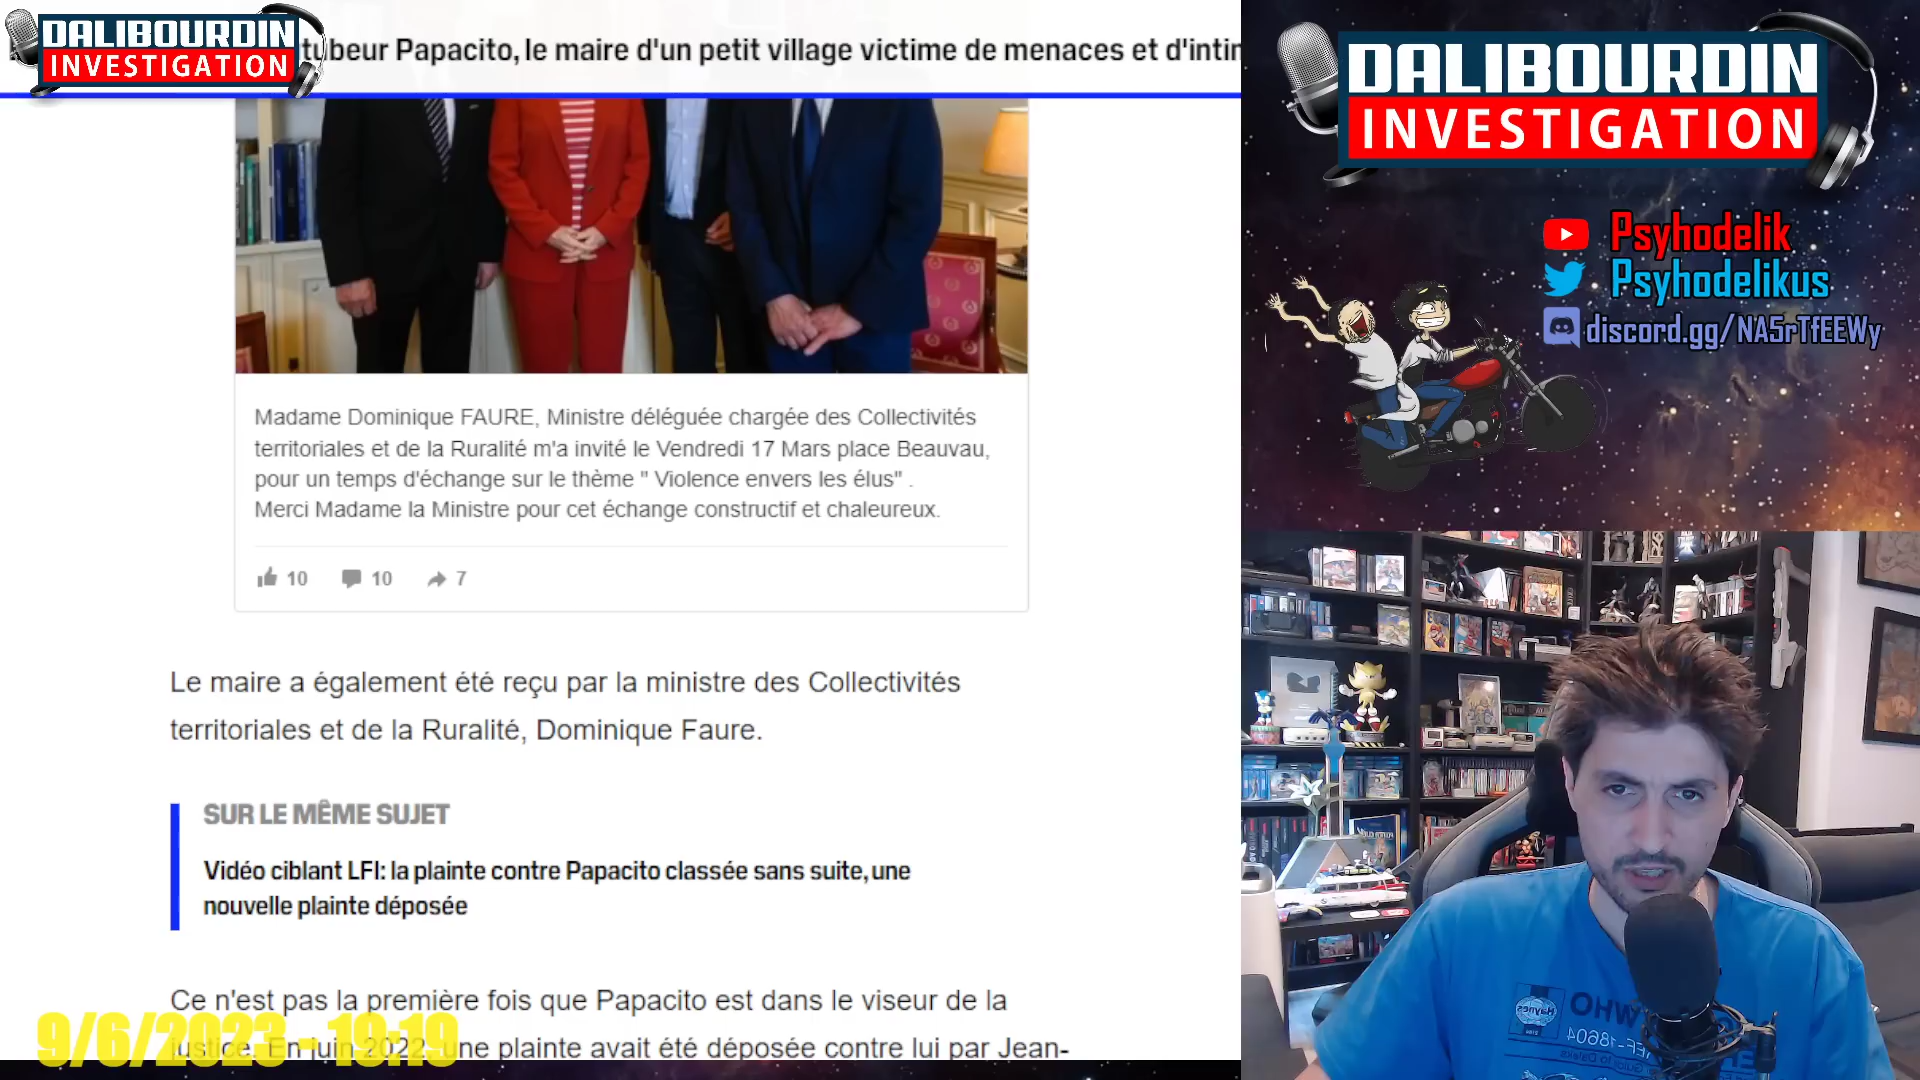 DALIBOURDIN
INVESTIGATION
tubeur Papacito, le maire d'un petit village victime de menaces et d'intin
Madame Dominique FAURE, Ministre déléguée chargée des Collectivités
territoriales et de la Ruralité m'a invité le Vendredi 17 Mars place Beauvau,
pour un temps d'échange sur le thème " Violence envers les élus" .
Merci Madame la Ministre pour cet échange constructif et chaleureux.
10 10 7
Le maire a également été reçu par la ministre des Collectivités
territoriales et de la Ruralité, Dominique Faure.
SUR LE MÊME SUJET
Vidéo ciblant LFI: la plainte contre Papacito classée sans suite, une
nouvelle plainte déposée
Ce n'est pas la première fois que Papacito est dans le viseur de la
justice. En juin 2022, une plainte avait été déposée contre lui par Jean-
9/6/2023 - 19:19
DALIBOURDIN
INVESTIGATION
Psyhodelik
Psyhodelikus
discord.gg/NA5rTfEEWy